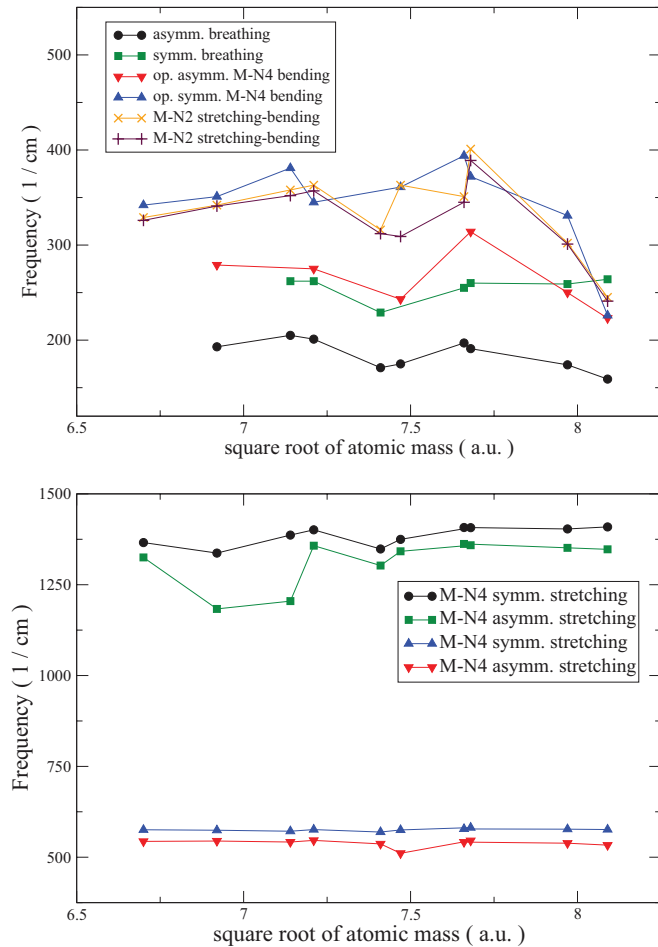 asymm. breathing
symm. breathing
op. asymm. M-N4 bending
op. symm. M-N4 bending
M-N2 stretching-bending
M-N2 stretching-bending
500
400
300
200
Frequency ( 1 / cm )
6.5 7 7.5 8
square root of atomic mass ( a.u. )
1500
1250
1000
750
500
Frequency ( 1 / cm )
M-N4 symm. stretching
M-N4 asymm. stretching
M-N4 symm. stretching
M-N4 asymm. stretching
6.5 7 7.5 8
square root of atomic mass ( a.u. )